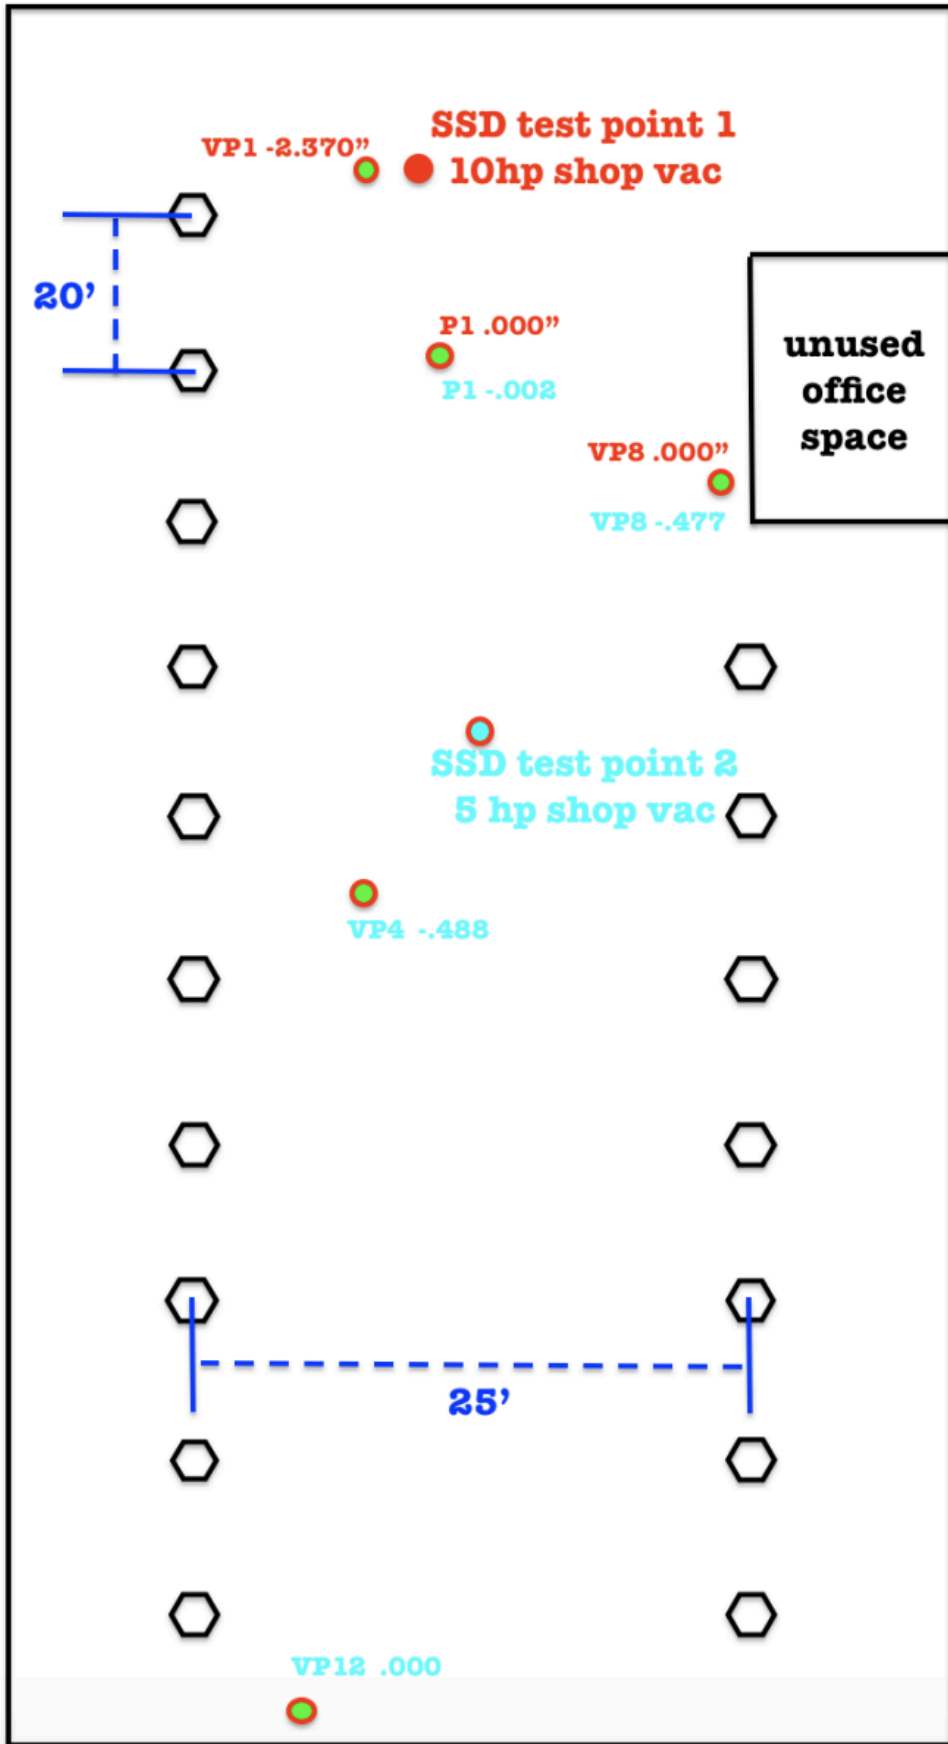 SSD test point 1
VP1 -2.370”
10hp shop vac
20’
P1 .000”
unused
office
space
P1 -.002
VP8 .000”
VP8 -.477
SSD test point 2
5 hp shop vac
VP4 -.488
25’
VP12 .000